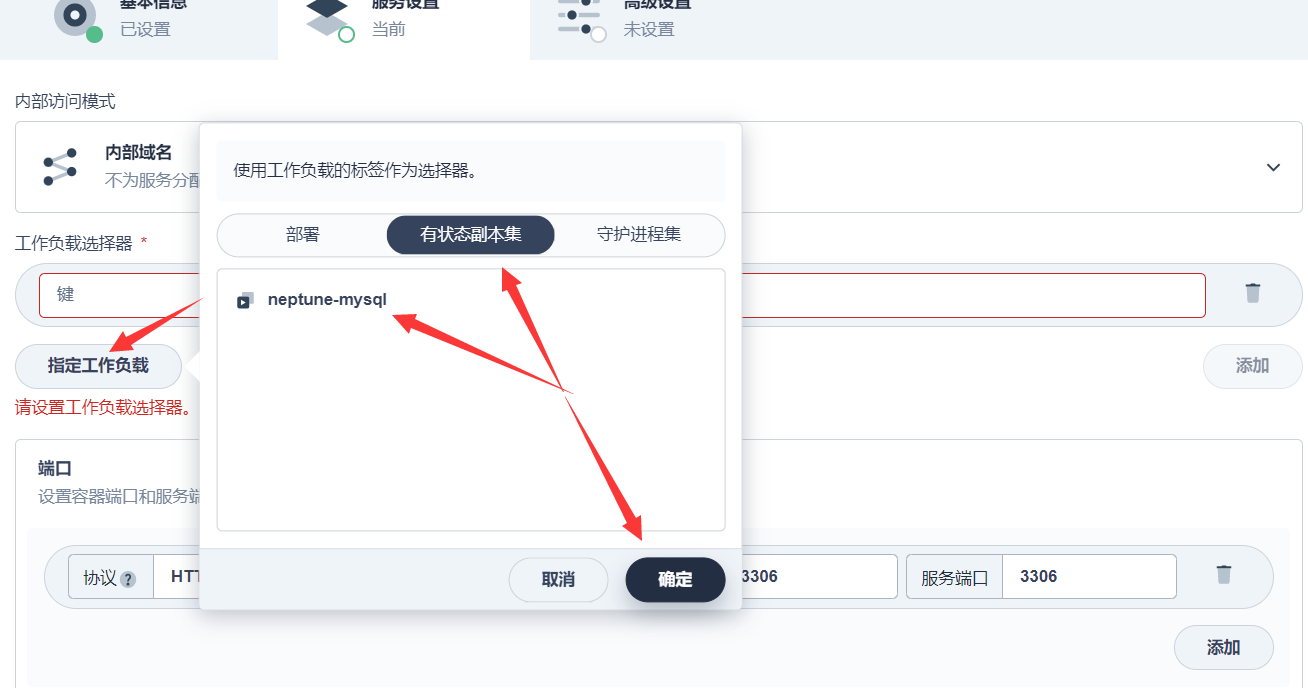 基本信息
已设置
服务设置
当前
高级设置
未设置
内部访问模式
内部域名
不为服务分配
使用工作负载的标签作为选择器。
部署
有状态副本集
守护进程集
工作负载选择器 *
键
neptune-mysql
指定工作负载
添加
请设置工作负载选择器。
端口
设置容器端口和服务端
取消
确定
协议 ?
HTT
3306
服务端口
3306
添加